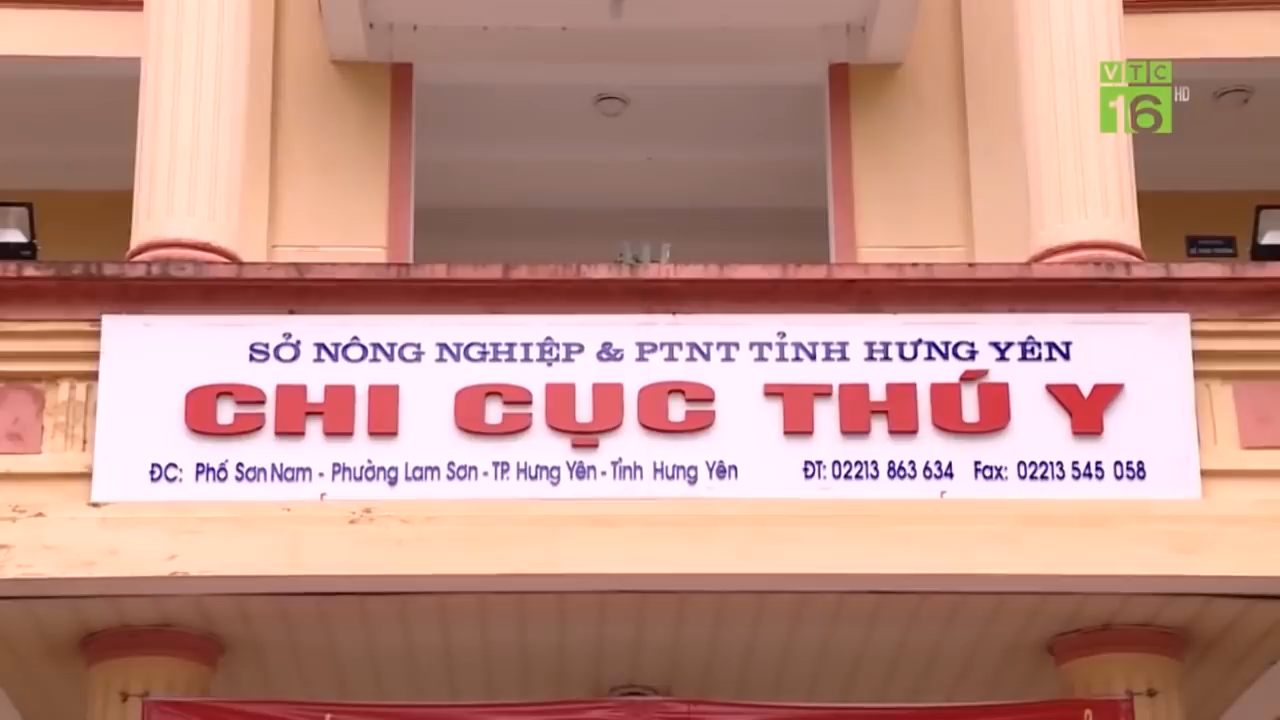 VTC
16 HD
SỞ NÔNG NGHIỆP & PTNT TỈNH HƯNG YÊN
CHI CỤC THÚ Y
ĐC: Phố Sơn Nam - Phường Lam Sơn - TP. Hưng Yên - Tỉnh Hưng Yên ĐT: 02213 863 634 Fax: 02213 545 058